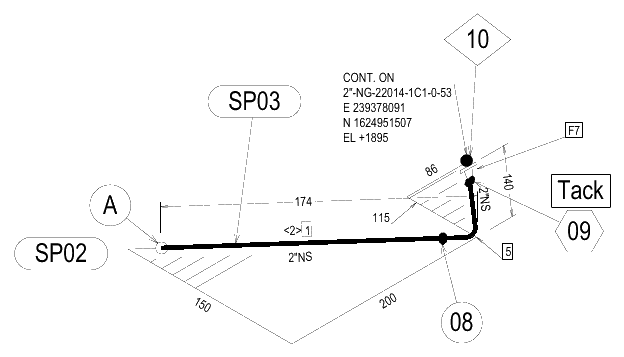 10
CONT. ON
2"-NG-22014-1C1-0-53
E 239378091
N 1624951507
EL +1895
SP03
F7
86
140
Tack
174
2"NS
A
115
09
<2> 1
SP02
2"NS
5
150
200
08